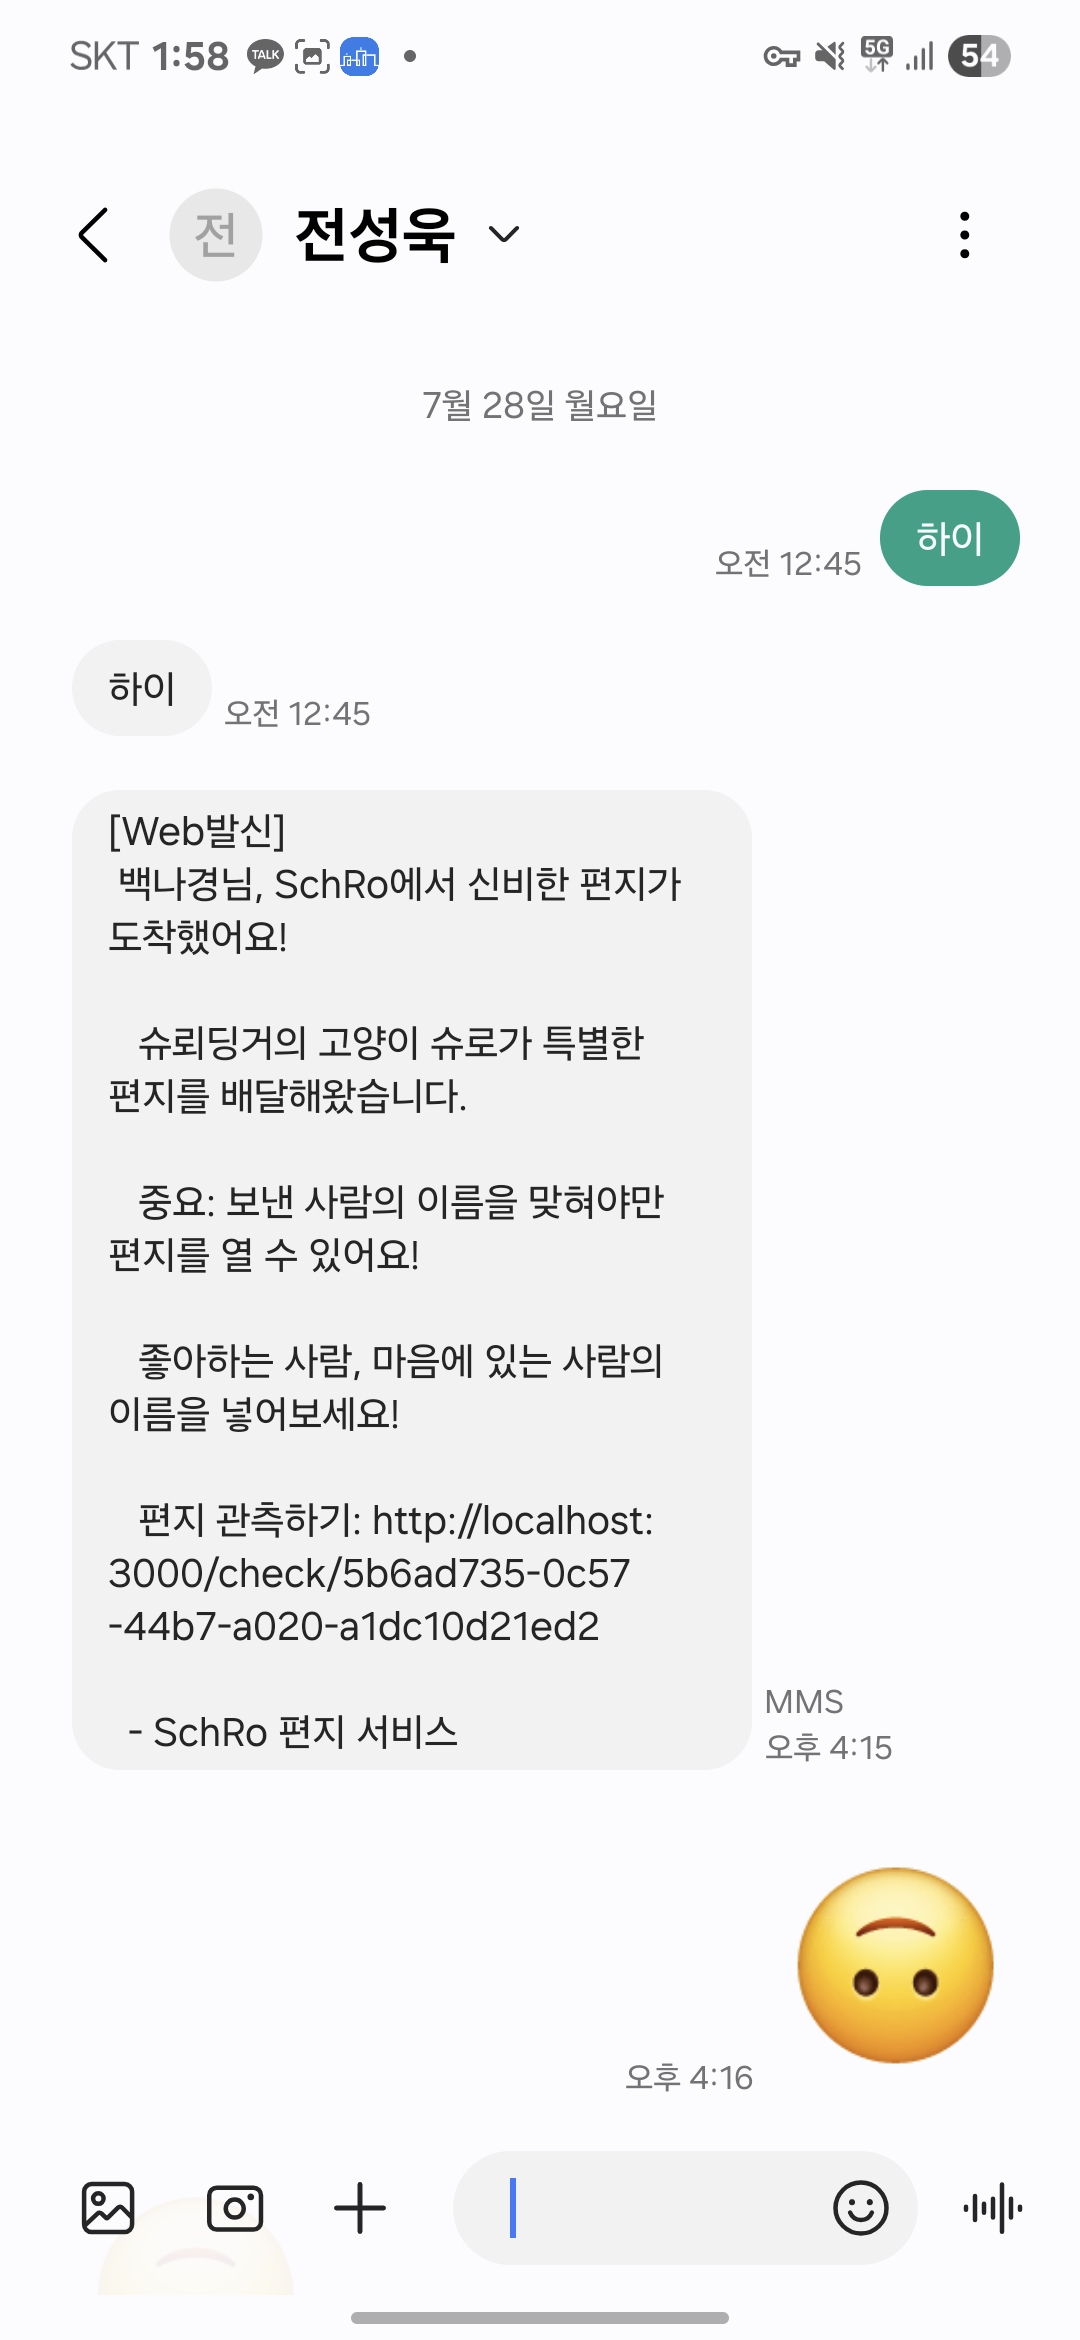 SKT 1:58 TALK 5G 54
전 전성욱
7월 28일 월요일
하이
오전 12:45
하이
오전 12:45
[Web발신]
백나경님, SchRo에서 신비한 편지가
도착했어요!
슈뢰딩거의 고양이 슈로가 특별한
편지를 배달해왔습니다.
중요: 보낸 사람의 이름을 맞혀야만
편지를 열 수 있어요!
좋아하는 사람, 마음에 있는 사람의
이름을 넣어보세요!
편지 관측하기: http://localhost:
3000/check/5b6ad735-0c57
-44b7-a020-a1dc10d21ed2
- SchRo 편지 서비스
MMS
오후 4:15
오후 4:16